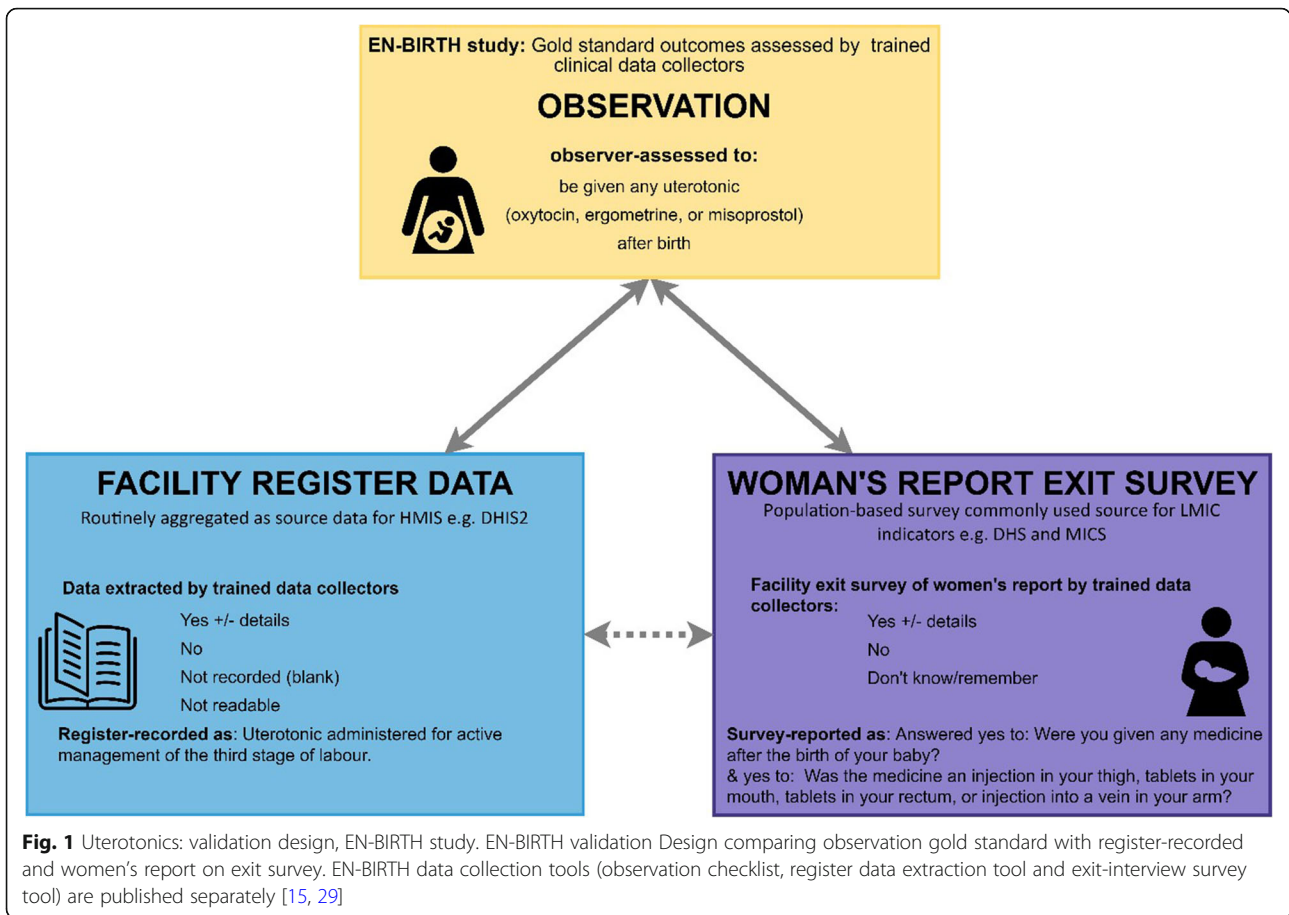 EN-BIRTH study: Gold standard outcomes assessed by trained
clinical data collectors
OBSERVATION
observer-assessed to:
be given any uterotonic
(oxytocin, ergometrine, or misoprostol)
after birth
FACILITY REGISTER DATA
Routinely aggregated as source data for HMIS e.g. DHIS2
Data extracted by trained data collectors
Yes +/- details
No
Not recorded (blank)
Not readable
Register-recorded as: Uterotonic administered for active
management of the third stage of labour.
WOMAN'S REPORT EXIT SURVEY
Population-based survey commonly used source for LMIC
indicators e.g. DHS and MICS
Facility exit survey of women's report by trained data
collectors:
Yes +/- details
No
Don't know/remember
Survey-reported as: Answered yes to: Were you given any medicine
after the birth of your baby?
& yes to: Was the medicine an injection in your thigh, tablets in your
mouth, tablets in your rectum, or injection into a vein in your arm?
Fig. 1 Uterotonics: validation design, EN-BIRTH study. EN-BIRTH validation Design comparing observation gold standard with register-recorded
and women's report on exit survey. EN-BIRTH data collection tools (observation checklist, register data extraction tool and exit-interview survey
tool) are published separately [15, 29]